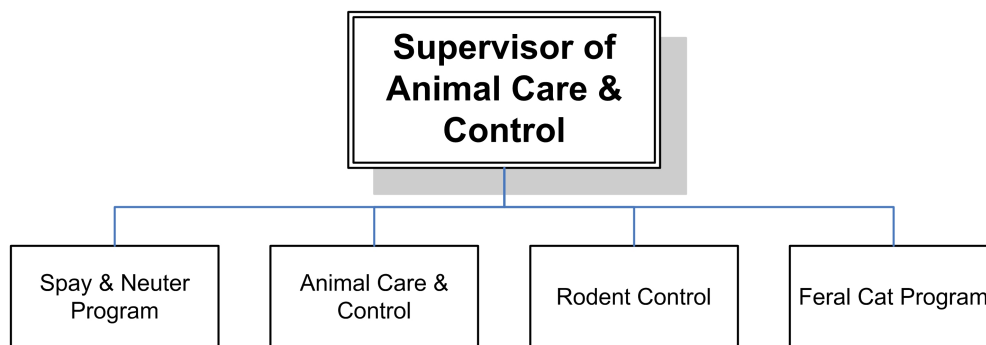 Supervisor of
Animal Care &
Control
Spay & Neuter
Program
Animal Care &
Control
Rodent Control
Feral Cat Program